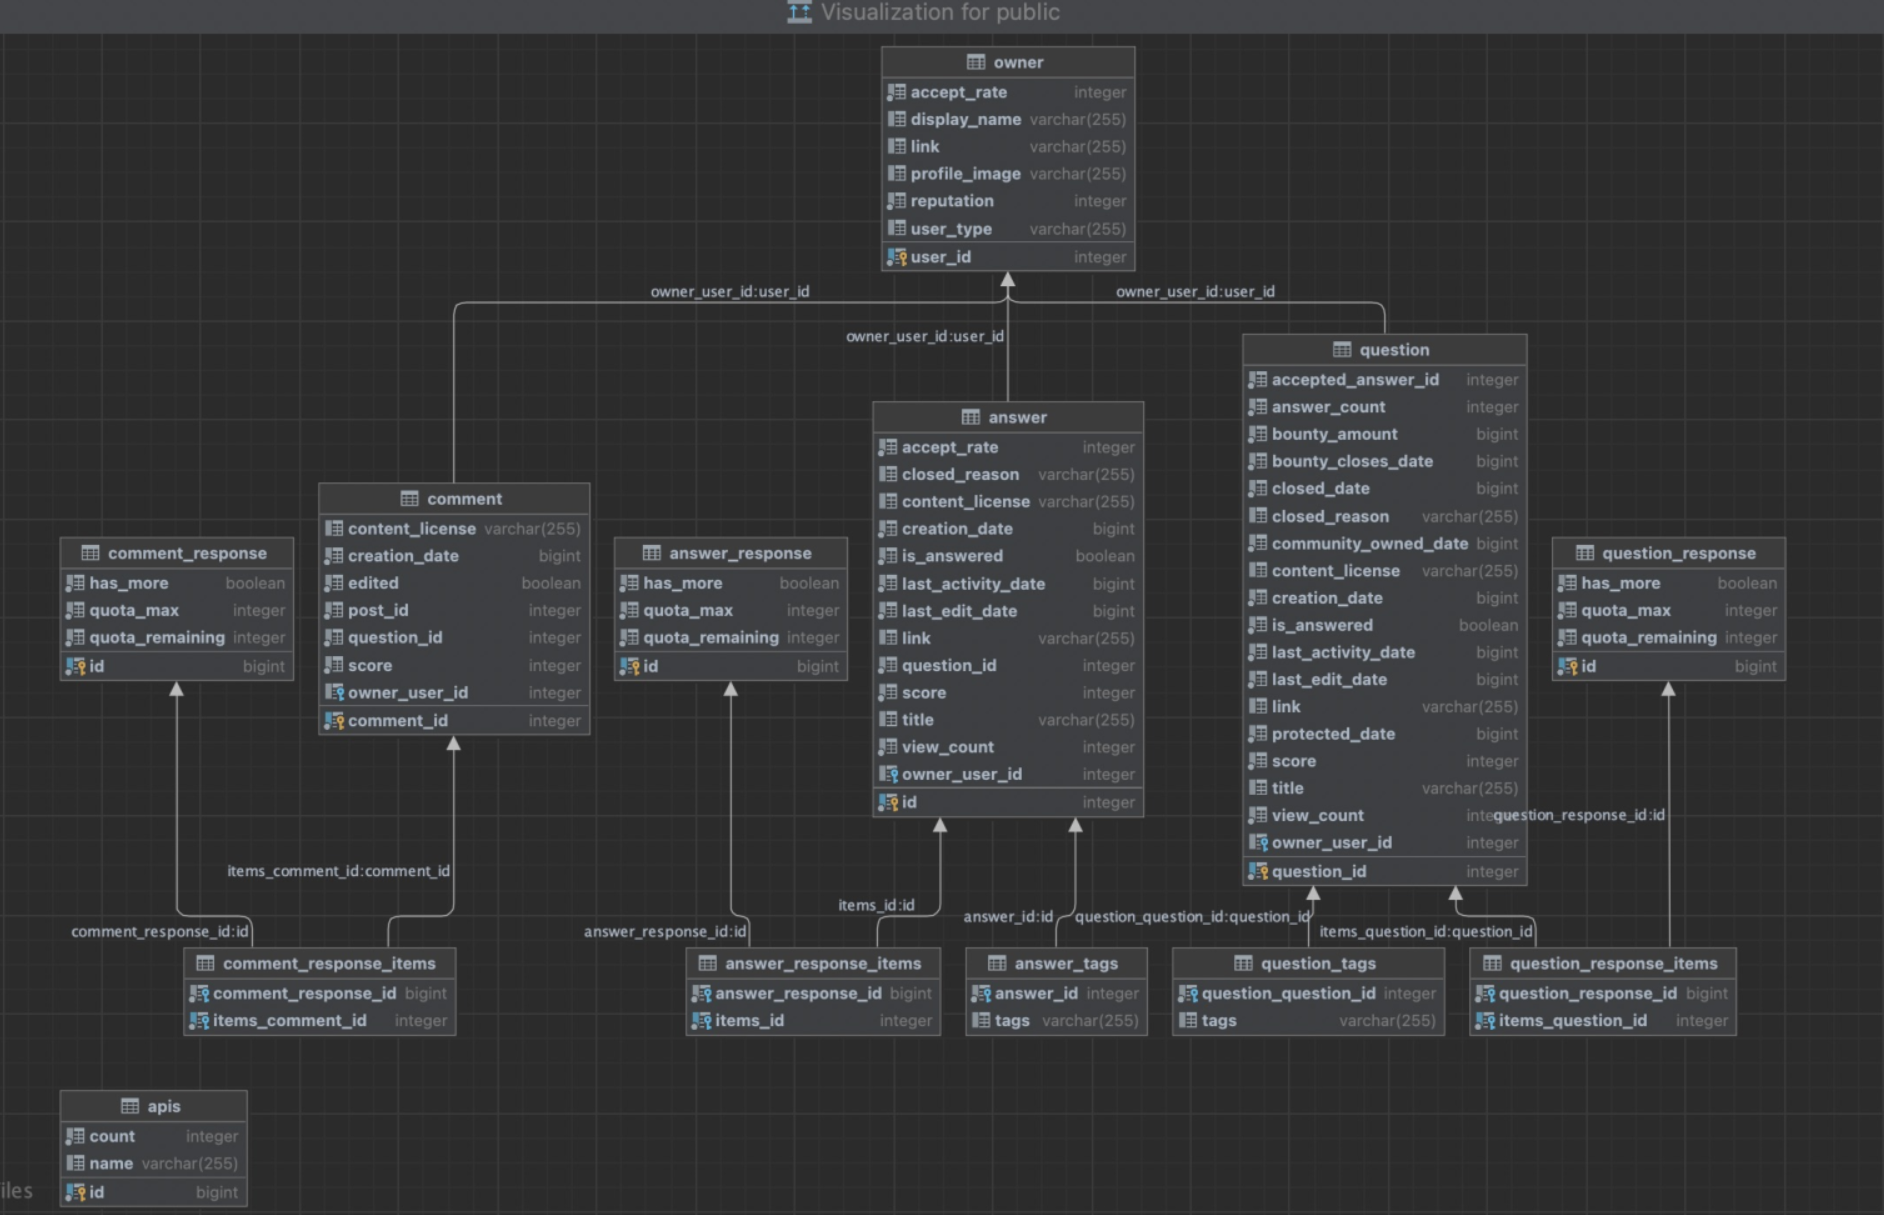 Visualization for public
owner
accept_rate integer
display_name varchar(255)
link varchar(255)
profile_image varchar(255)
reputation integer
user_type varchar(255)
user_id integer
owner_user_id:user_id
owner_user_id:user_id
owner_user_id:user_id
question
accepted_answer_id integer
answer_count integer
bounty_amount bigint
bounty_closes_date bigint
closed_date bigint
closed_reason varchar(255)
community_owned_date bigint
content_license varchar(255)
creation_date bigint
is_answered boolean
last_activity_date bigint
last_edit_date bigint
link varchar(255)
protected_date bigint
score integer
title varchar(255)
view_count inte
owner_user_id integer
question_id integer
answer
accept_rate integer
closed_reason varchar(255)
content_license varchar(255)
creation_date bigint
is_answered boolean
last_activity_date bigint
last_edit_date bigint
link varchar(255)
question_id integer
score integer
title varchar(255)
view_count integer
owner_user_id integer
id integer
comment
content_license varchar(255)
creation_date bigint
edited boolean
post_id integer
question_id integer
score integer
owner_user_id integer
comment_id integer
comment_response
has_more boolean
quota_max integer
quota_remaining integer
id bigint
answer_response
has_more boolean
quota_max integer
quota_remaining integer
id bigint
question_response
has_more boolean
quota_max integer
quota_remaining integer
id bigint
question_response_id:id
items_comment_id:comment_id
items_id:id
answer_id:id
question_question_id:question_id
comment_response_id:id
answer_response_id:id
items_question_id:question_id
comment_response_items
comment_response_id bigint
items_comment_id integer
answer_response_items
answer_response_id bigint
items_id integer
answer_tags
answer_id integer
tags varchar(255)
question_tags
question_question_id integer
tags varchar(255)
question_response_items
question_response_id bigint
items_question_id integer
apis
count integer
name varchar(255)
id bigint
iles